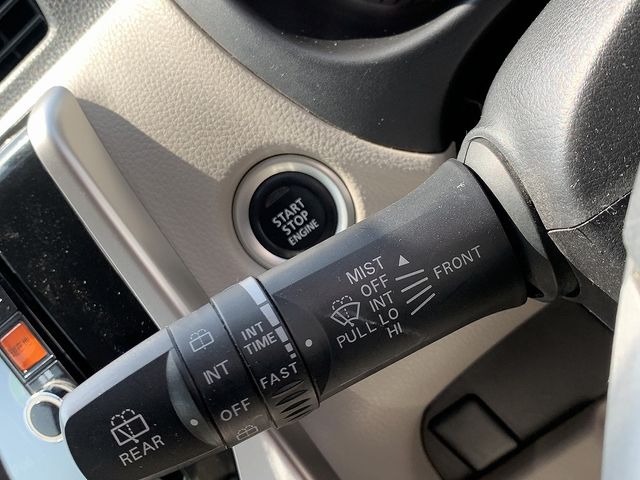 START
STOP
ENGINE
MIST
OFF
INT
PULL LO
HI
FRONT
INT
TIME
FAST
INT
OFF
REAR